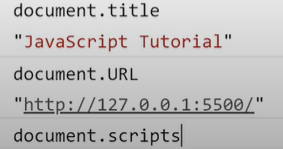 document.title
"JavaScript Tutorial"
document.URL
"http://127.0.0.1:5500/"
document.scripts